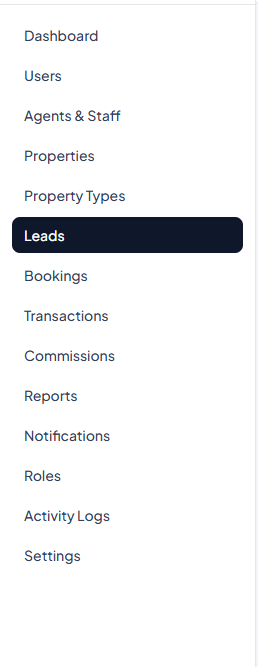 Dashboard
Users
Agents & Staff
Properties
Property Types
Leads
Bookings
Transactions
Commissions
Reports
Notifications
Roles
Activity Logs
Settings